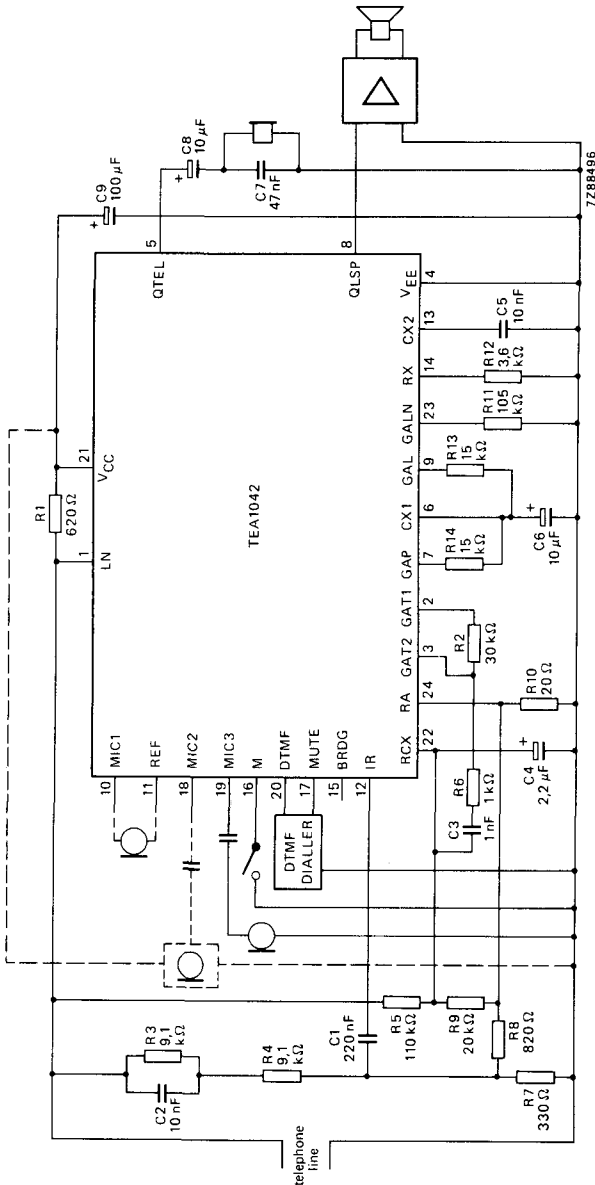 telephone
line
R3
9,1
kΩ
C2
10 nF
R4
9,1
kΩ
C1
220 nF
R5
110 kΩ
R9
20 kΩ
R8
820 Ω
R7
330 Ω
R1
620 Ω
C9
100 µF
+
C8
10 µF
+
C7
47 nF
TEA1042
1
LN
21
VCC
5
QTEL
8
QLSP
10
MIC1
11
REF
18
MIC2
19
MIC3
16
M
20
DTMF
17
MUTE
15
BRDG
12
IR
DTMF
DIALLER
RCX
22
RA
24
GAT2
3
GAT1
2
GAP
7
CX1
6
GAL
9
GALN
23
RX
14
CX2
13
VEE
4
C3
1 nF
R6
1 kΩ
R2
30 kΩ
C4
2,2 µF
+
R10
20 Ω
R14
15
kΩ
R13
15
kΩ
C6
10 µF
+
R11
105
kΩ
R12
3,6
kΩ
C5
10 nF
7Z88496